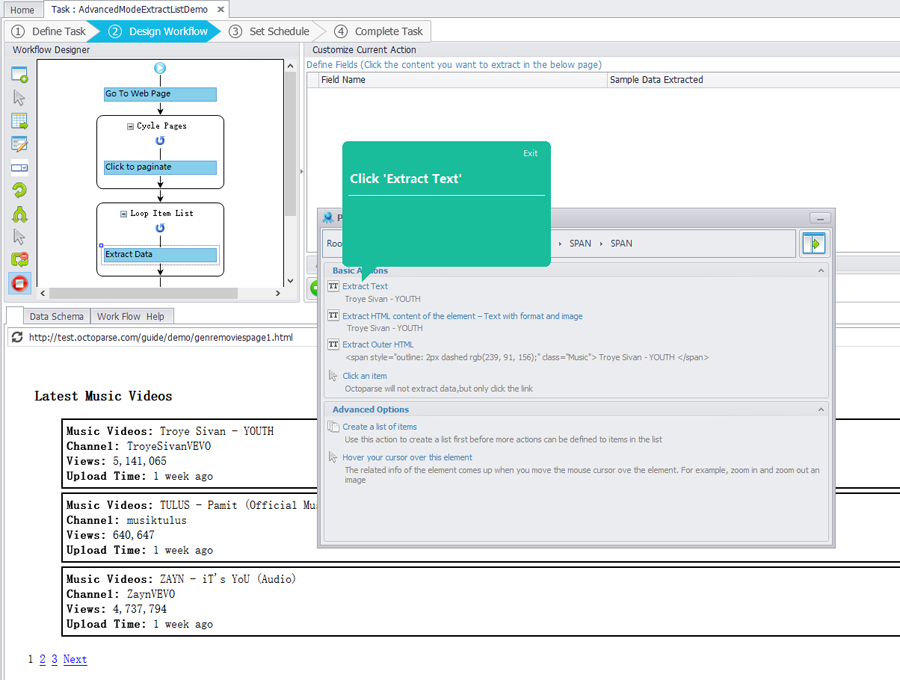 Home
Task : AdvancedModeExtractListDemo
1 Define Task
2 Design Workflow
3 Set Schedule
4 Complete Task
Workflow Designer
Go To Web Page
Cycle Pages
Click to paginate
Loop Item List
Extract Data
Customize Current Action
Define Fields (Click the content you want to extract in the below page)
Field Name
Sample Data Extracted
Exit
Click 'Extract Text'
SPAN
SPAN
Basic Actions
TT Extract Text
Troye Sivan - YOUTH
TT Extract HTML content of the element – Text with format and image
Troye Sivan - YOUTH
TT Extract Outer HTML
<span style="outline: 2px dashed rgb(239, 91, 156);" class="Music"> Troye Sivan - YOUTH </span>
Click an item
Octoparse will not extract data,but only click the link
Advanced Options
Create a list of items
Use this action to create a list first before more actions can be defined to items in the list
Hover your cursor over this element
The related info of the element comes up when you move the mouse cursor ove the element. For example, zoom in and zoom out an
image
Data Schema
Work Flow
Help
http://test.octoparse.com/guide/demo/genremoviespage1.html
Latest Music Videos
Music Videos: Troye Sivan - YOUTH
Channel: TroyeSivanVEVO
Views: 5,141,065
Upload Time: 1 week ago
Music Videos: TULUS - Pamit (Official
Channel: musiktulus
Views: 640,647
Upload Time: 1 week ago
Music Videos: ZAYN - iT's YoU (Audio)
Channel: ZaynVEVO
Views: 4,737,794
Upload Time: 1 week ago
1 2 3 Next